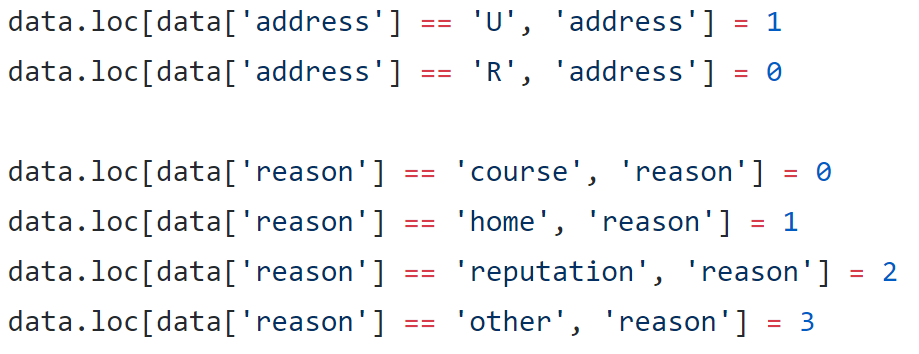 data.loc[data['address'] == 'U', 'address'] = 1
data.loc[data['address'] == 'R', 'address'] = 0
data.loc[data['reason'] == 'course', 'reason'] = 0
data.loc[data['reason'] == 'home', 'reason'] = 1
data.loc[data['reason'] == 'reputation', 'reason'] = 2
data.loc[data['reason'] == 'other', 'reason'] = 3